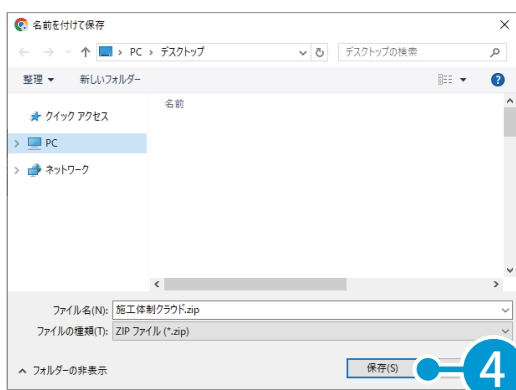 名前を付けて保存
PC › デスクトップ
デスクトップの検索
整理 新しいフォルダー
名前
クイック アクセス
PC
ネットワーク
ファイル名(N): 施工体制クラウド.zip
ファイルの種類(T): ZIP ファイル (*.zip)
フォルダーの非表示
保存(S)
4